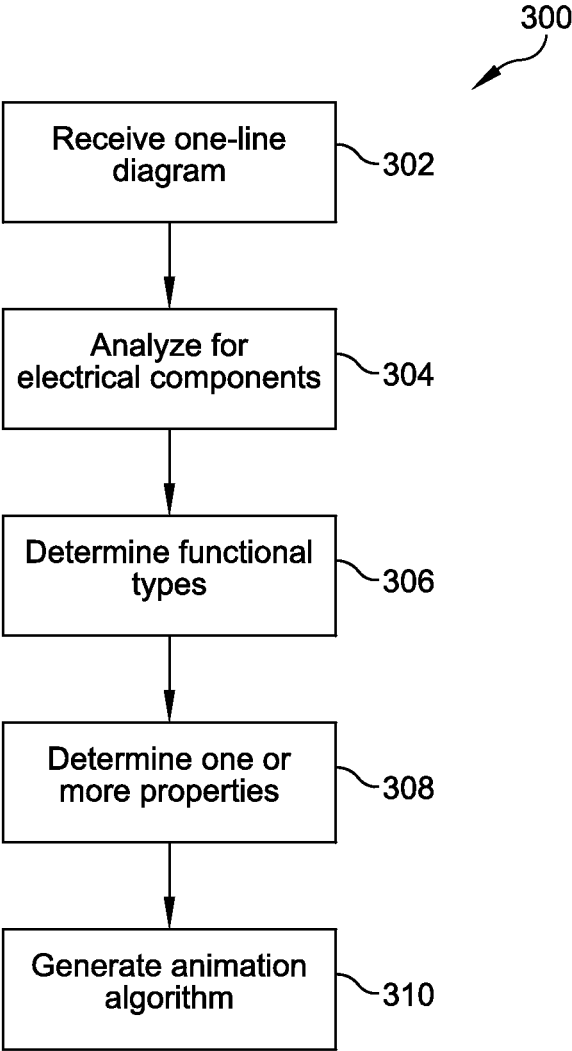 300
Receive one-line
diagram
302
Analyze for
electrical components
304
Determine functional
types
306
Determine one or
more properties
308
Generate animation
algorithm
310